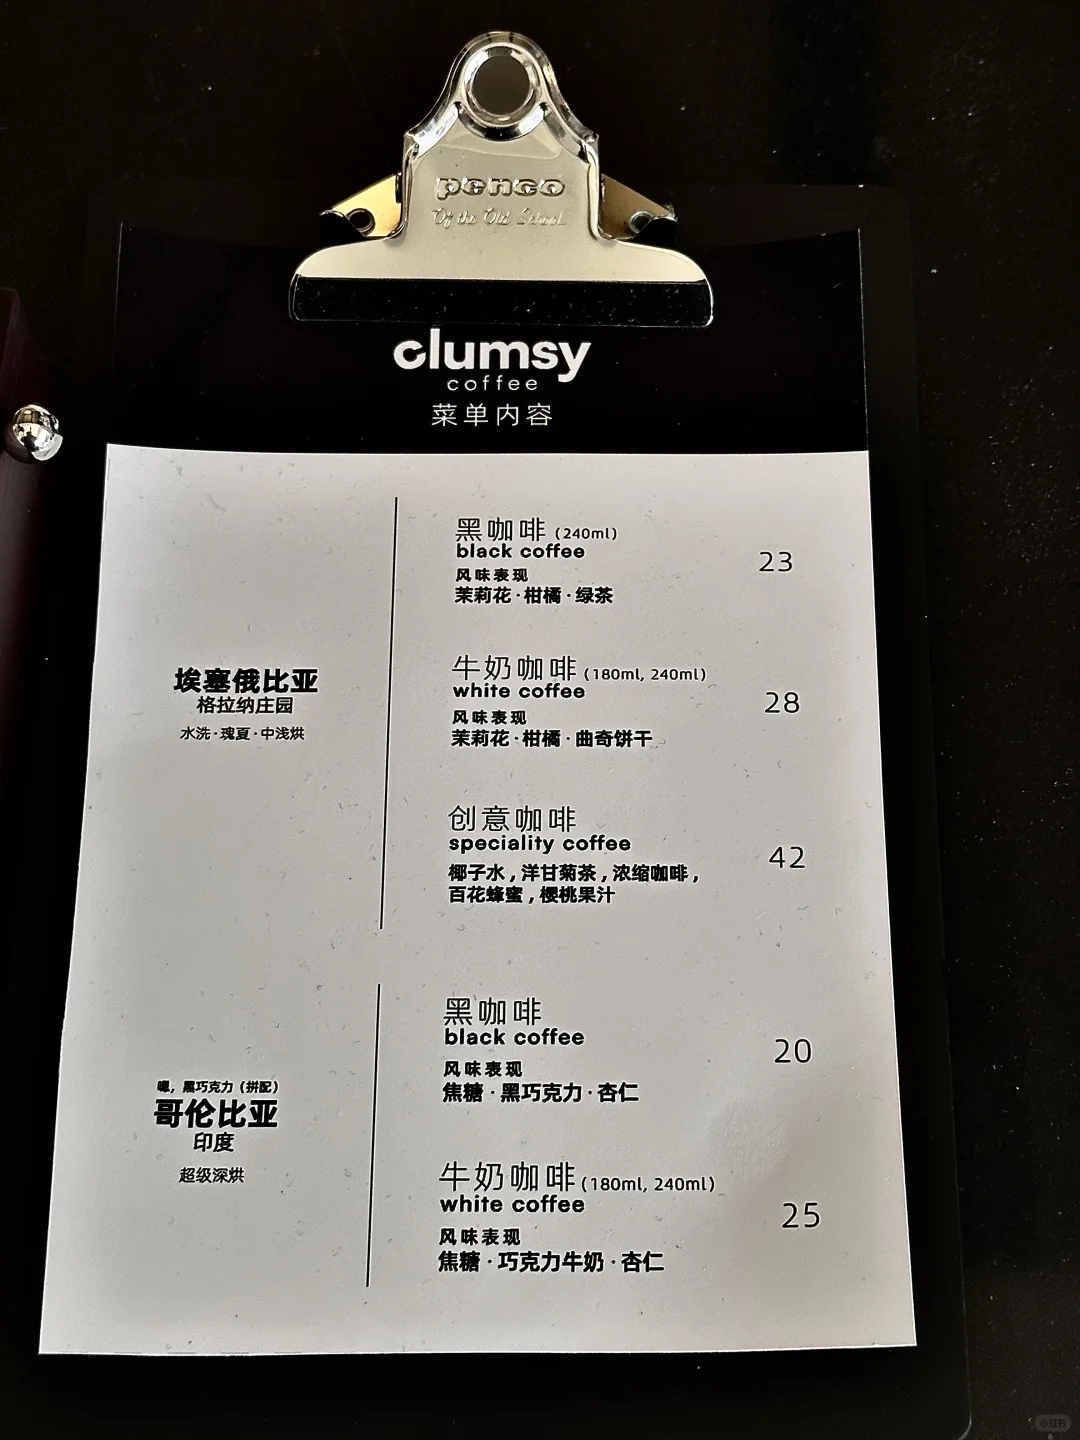 penco
Of the Old School
clumsy
coffee
菜单内容
黑咖啡 (240ml)
black coffee
23
风味表现
茉莉花·柑橘·绿茶
埃塞俄比亚
格拉纳庄园
水洗·瑰夏·中浅烘
牛奶咖啡 (180ml, 240ml)
white coffee
28
风味表现
茉莉花·柑橘·曲奇饼干
创意咖啡
speciality coffee
42
椰子水,洋甘菊茶,浓缩咖啡,
百花蜂蜜,樱桃果汁
嗯，黑巧克力（拼配）
哥伦比亚
印度
超级深烘
黑咖啡
black coffee
20
风味表现
焦糖·黑巧克力·杏仁
牛奶咖啡 (180ml, 240ml)
white coffee
25
风味表现
焦糖·巧克力牛奶·杏仁
小红书